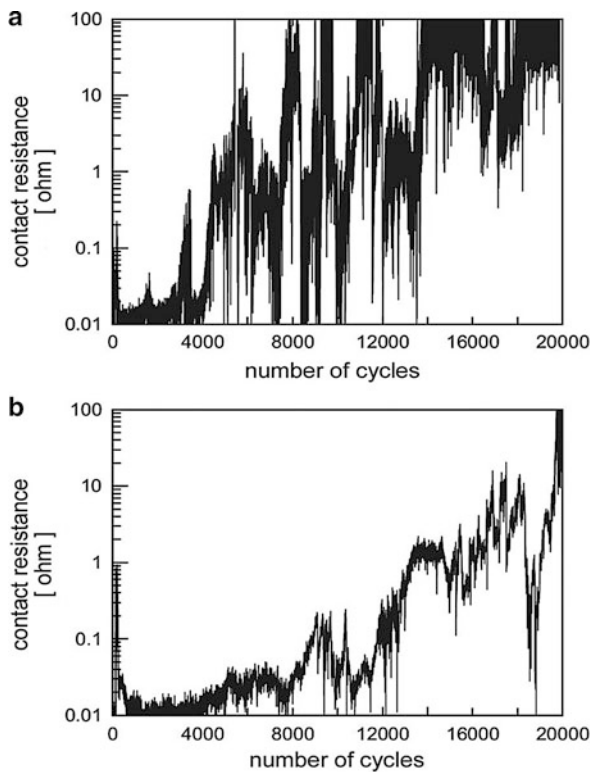 a
100
10
1
0.1
0.01
contact resistance
[ ohm ]
0 4000 8000 12000 16000 20000
number of cycles
b
100
10
1
0.1
0.01
contact resistance
[ ohm ]
0 4000 8000 12000 16000 20000
number of cycles